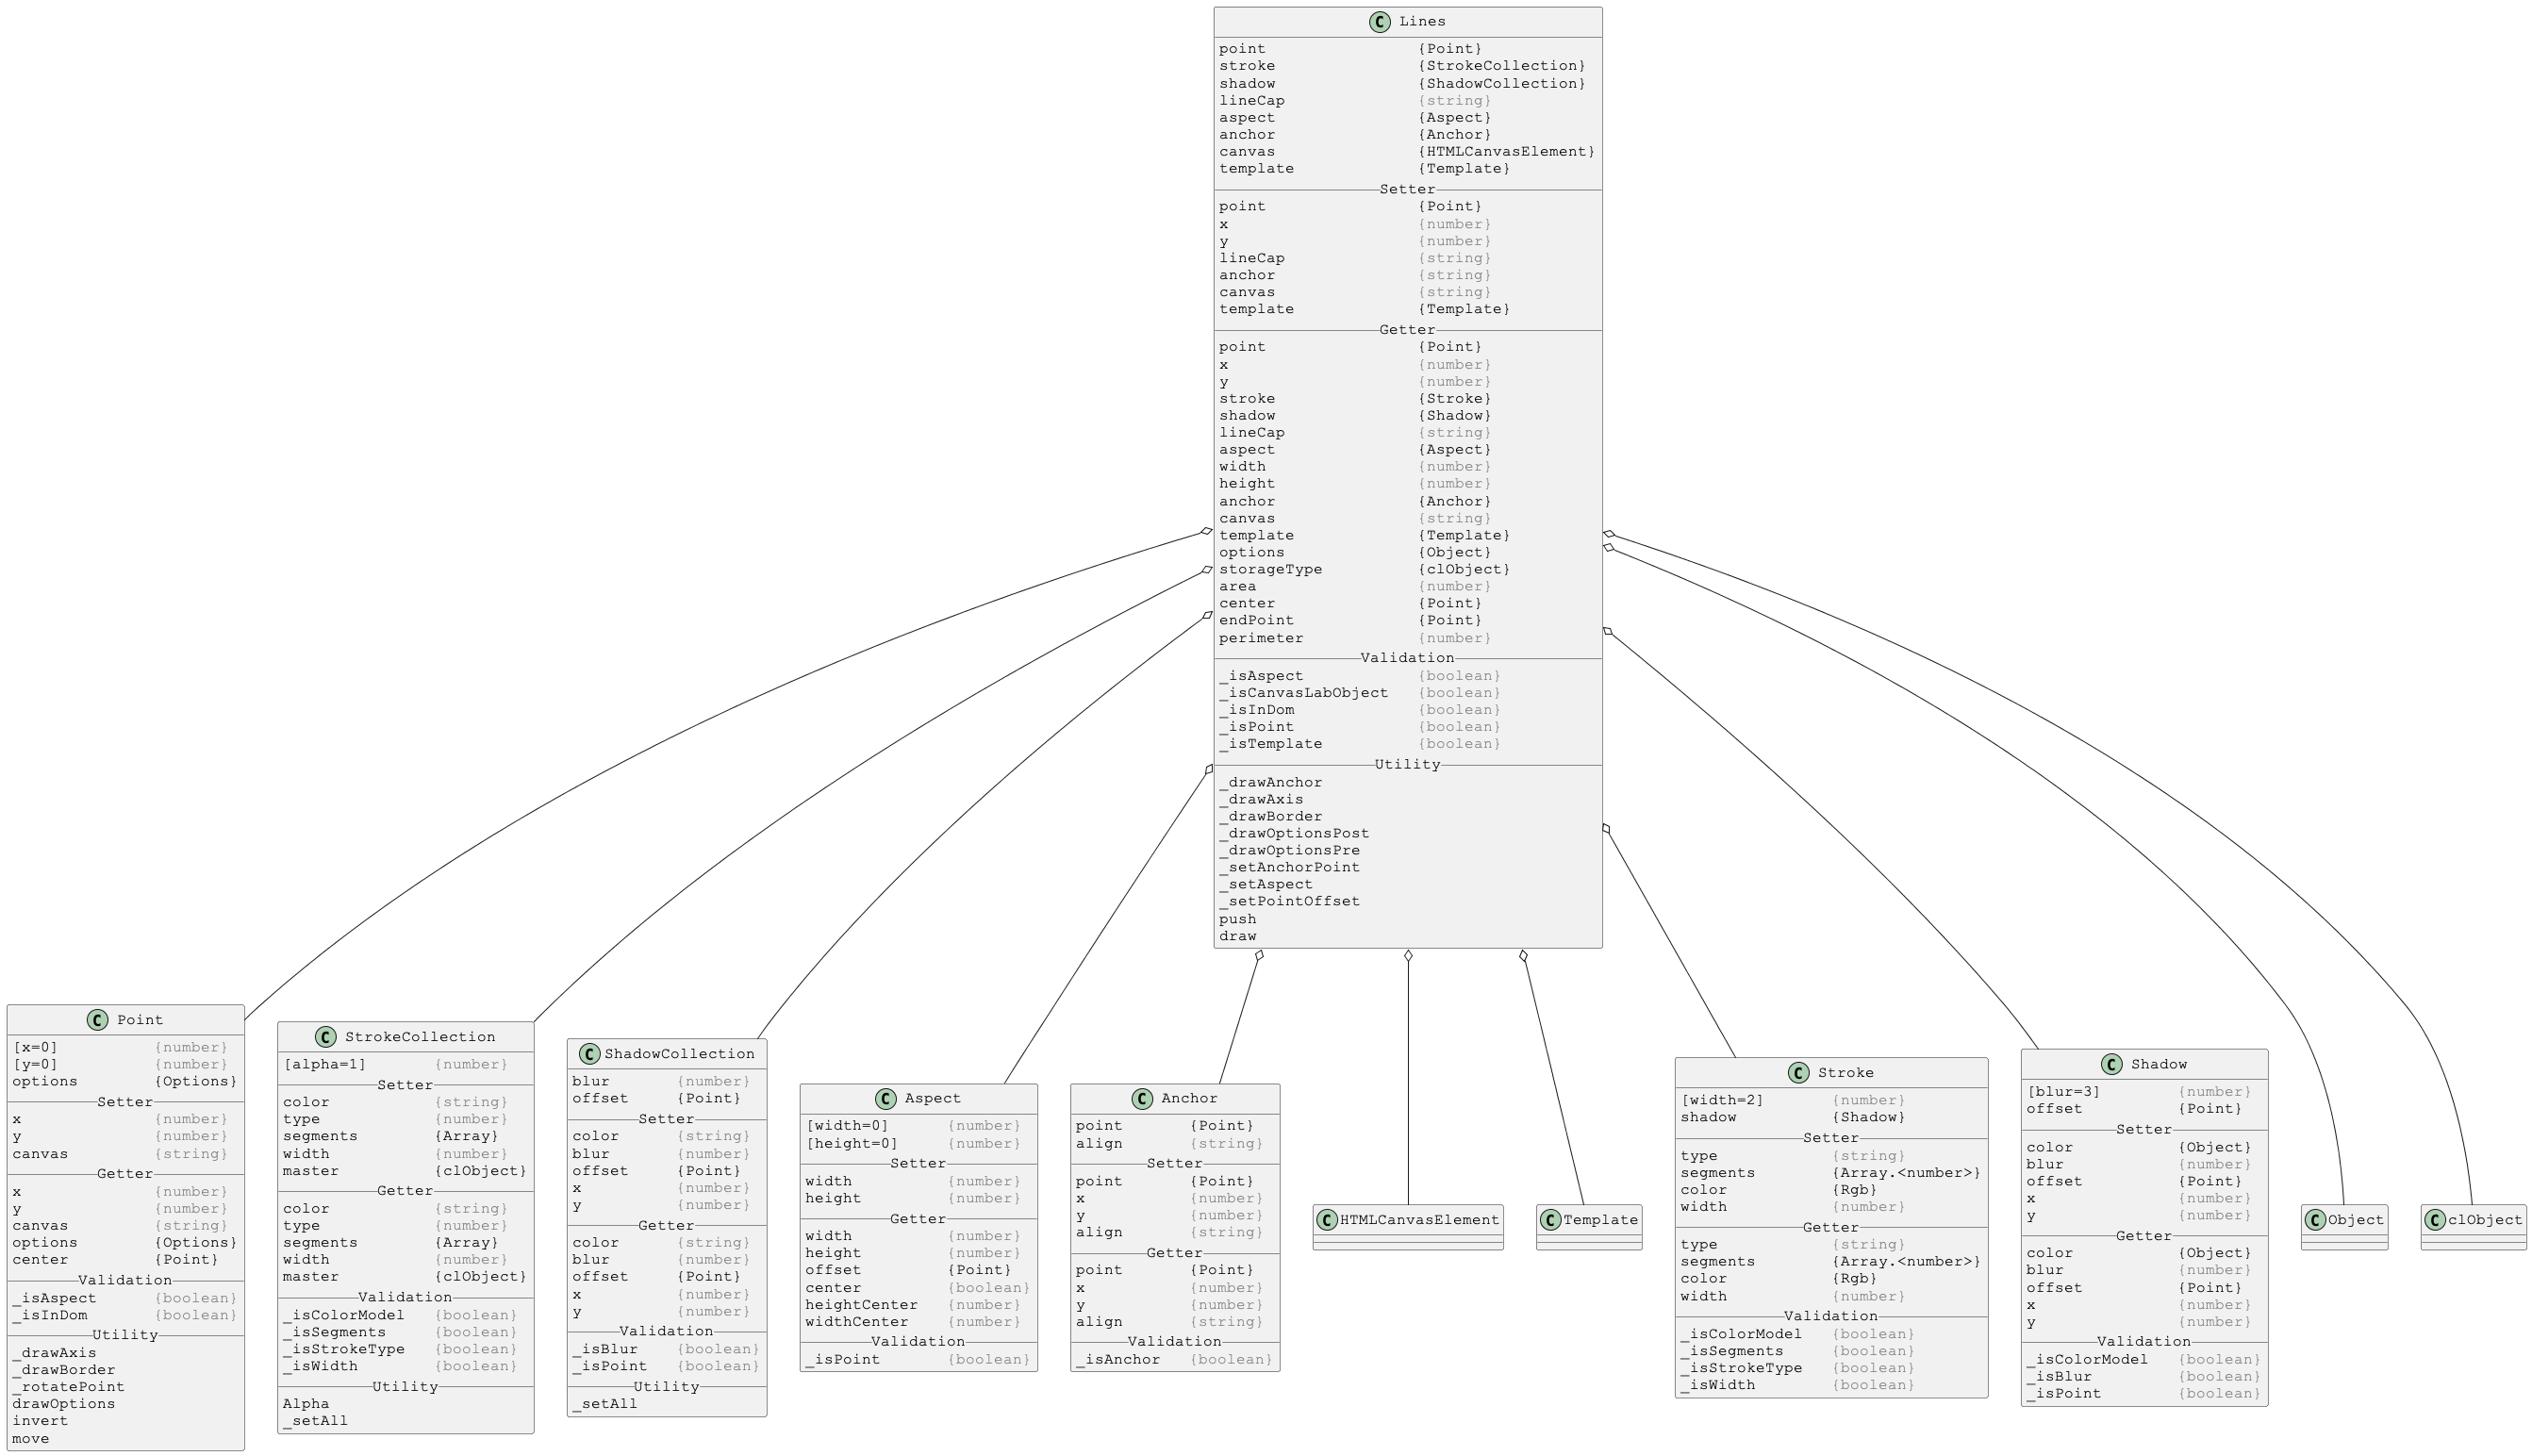 C Lines
point {Point}
stroke {StrokeCollection}
shadow {ShadowCollection}
lineCap {string}
aspect {Aspect}
anchor {Anchor}
canvas {HTMLCanvasElement}
template {Template}
Setter
point {Point}
x {number}
y {number}
lineCap {string}
anchor {string}
canvas {string}
template {Template}
Getter
point {Point}
x {number}
y {number}
stroke {Stroke}
shadow {Shadow}
lineCap {string}
aspect {Aspect}
width {number}
height {number}
anchor {Anchor}
canvas {string}
template {Template}
options {Object}
storageType {clObject}
area {number}
center {Point}
endPoint {Point}
perimeter {number}
Validation
_isAspect {boolean}
_isCanvasLabObject {boolean}
_isInDom {boolean}
_isPoint {boolean}
_isTemplate {boolean}
Utility
_drawAnchor
_drawAxis
_drawBorder
_drawOptionsPost
_drawOptionsPre
_setAnchorPoint
_setAspect
_setPointOffset
push
draw
C Point
[x=0] {number}
[y=0] {number}
options {Options}
Setter
x {number}
y {number}
canvas {string}
Getter
x {number}
y {number}
canvas {string}
options {Options}
center {Point}
Validation
_isAspect {boolean}
_isInDom {boolean}
Utility
_drawAxis
_drawBorder
_rotatePoint
drawOptions
invert
move
C StrokeCollection
[alpha=1] {number}
Setter
color {string}
type {number}
segments {Array}
width {number}
master {clObject}
Getter
color {string}
type {number}
segments {Array}
width {number}
master {clObject}
Validation
_isColorModel {boolean}
_isSegments {boolean}
_isStrokeType {boolean}
_isWidth {boolean}
Utility
Alpha
_setAll
C ShadowCollection
blur {number}
offset {Point}
Setter
color {string}
blur {number}
offset {Point}
x {number}
y {number}
Getter
color {string}
blur {number}
offset {Point}
x {number}
y {number}
Validation
_isBlur {boolean}
_isPoint {boolean}
Utility
_setAll
C Aspect
[width=0] {number}
[height=0] {number}
Setter
width {number}
height {number}
Getter
width {number}
height {number}
offset {Point}
center {boolean}
heightCenter {number}
widthCenter {number}
Validation
_isPoint {boolean}
C Anchor
point {Point}
align {string}
Setter
point {Point}
x {number}
y {number}
align {string}
Getter
point {Point}
x {number}
y {number}
align {string}
Validation
_isAnchor {boolean}
C HTMLCanvasElement
C Template
C Stroke
[width=2] {number}
shadow {Shadow}
Setter
type {string}
segments {Array.<number>}
color {Rgb}
width {number}
Getter
type {string}
segments {Array.<number>}
color {Rgb}
width {number}
Validation
_isColorModel {boolean}
_isSegments {boolean}
_isStrokeType {boolean}
_isWidth {boolean}
C Shadow
[blur=3] {number}
offset {Point}
Setter
color {Object}
blur {number}
offset {Point}
x {number}
y {number}
Getter
color {Object}
blur {number}
offset {Point}
x {number}
y {number}
Validation
_isColorModel {boolean}
_isBlur {boolean}
_isPoint {boolean}
C Object
C clObject